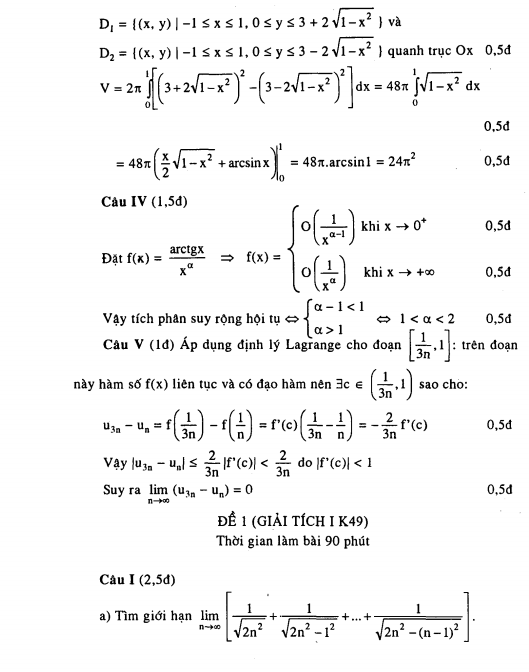 D₁ = {(x, y) | −1 ≤ x ≤ 1, 0 ≤ y ≤ 3 + 2√(1−x²) } và
D₂ = {(x, y) | −1 ≤ x ≤ 1, 0 ≤ y ≤ 3 − 2√(1−x²) } quanh trục Ox 0,5đ
V = 2π ∫₀¹ [(3+2√(1−x²))² − (3−2√(1−x²))²] dx = 48π ∫₀¹ √(1−x²) dx
0,5đ
= 48π (x/2 √(1−x²) + arcsinx)|₀¹ = 48π.arcsin1 = 24π² 0,5đ
Câu IV (1,5đ)
Đặt f(x) = arctgx/x^α ⇒ f(x) = { O(1/x^(α−1)) khi x → 0⁺ 0,5đ
O(1/x^α) khi x → +∞ 0,5đ
Vậy tích phân suy rộng hội tụ ⇔ { α − 1 < 1, α > 1 ⇔ 1 < α < 2 0,5đ
Câu V (1đ) Áp dụng định lý Lagrange cho đoạn [1/3n, 1]: trên đoạn
này hàm số f(x) liên tục và có đạo hàm nên ∃c ∈ (1/3n, 1) sao cho:
u₃ₙ − uₙ = f(1/3n) − f(1/n) = f'(c)(1/3n − 1/n) = −2/3n f'(c) 0,5đ
Vậy |u₃ₙ − uₙ| ≤ 2/3n |f'(c)| < 2/3n do |f'(c)| < 1
Suy ra lim n→∞ (u₃ₙ − uₙ) = 0 0,5đ
ĐỀ 1 (GIẢI TÍCH I K49)
Thời gian làm bài 90 phút
Câu I (2,5đ)
a) Tìm giới hạn lim n→∞ [1/√(2n²) + 1/√(2n² − 1²) + ... + 1/√(2n² − (n−1)²)].